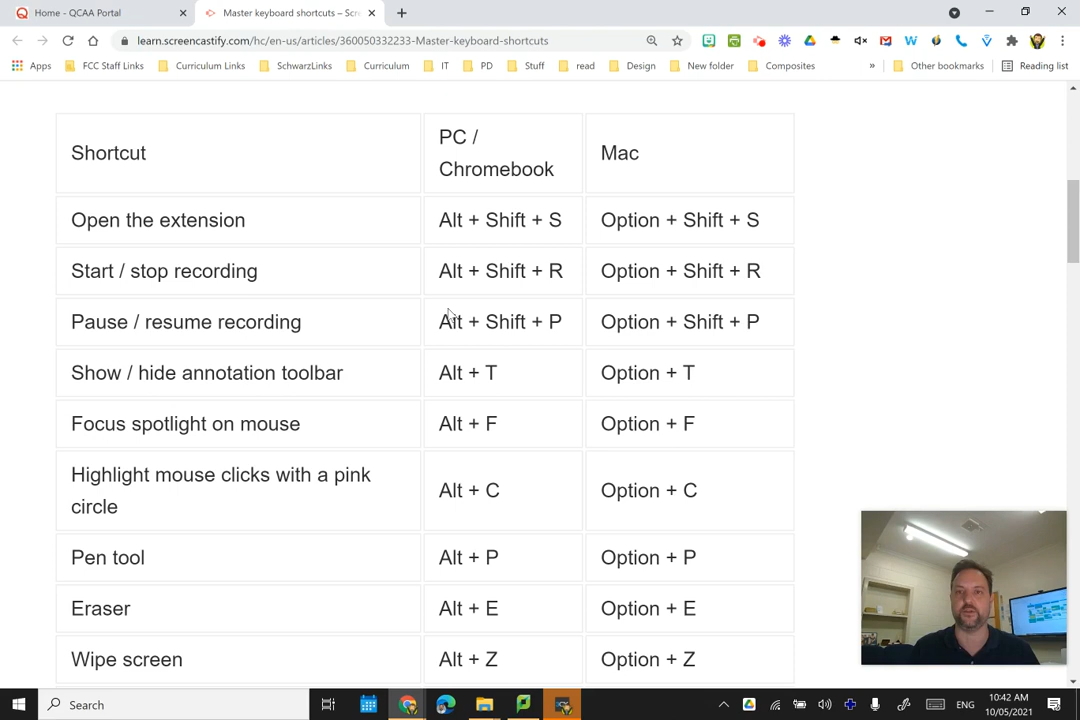 Home - QCAA Portal
Master keyboard shortcuts – Scre
learn.screencastify.com/hc/en-us/articles/360050332233-Master-keyboard-shortcuts
Apps FCC Staff Links Curriculum Links SchwarzLinks Curriculum IT PD Stuff read Design New folder Composites » Other bookmarks Reading list
Shortcut
PC /
Chromebook
Mac
Open the extension Alt + Shift + S Option + Shift + S
Start / stop recording Alt + Shift + R Option + Shift + R
Pause / resume recording Alt + Shift + P Option + Shift + P
Show / hide annotation toolbar Alt + T Option + T
Focus spotlight on mouse Alt + F Option + F
Highlight mouse clicks with a pink
circle
Alt + C Option + C
Pen tool Alt + P Option + P
Eraser Alt + E Option + E
Wipe screen Alt + Z Option + Z
Search
ENG
10:42 AM
10/05/2021